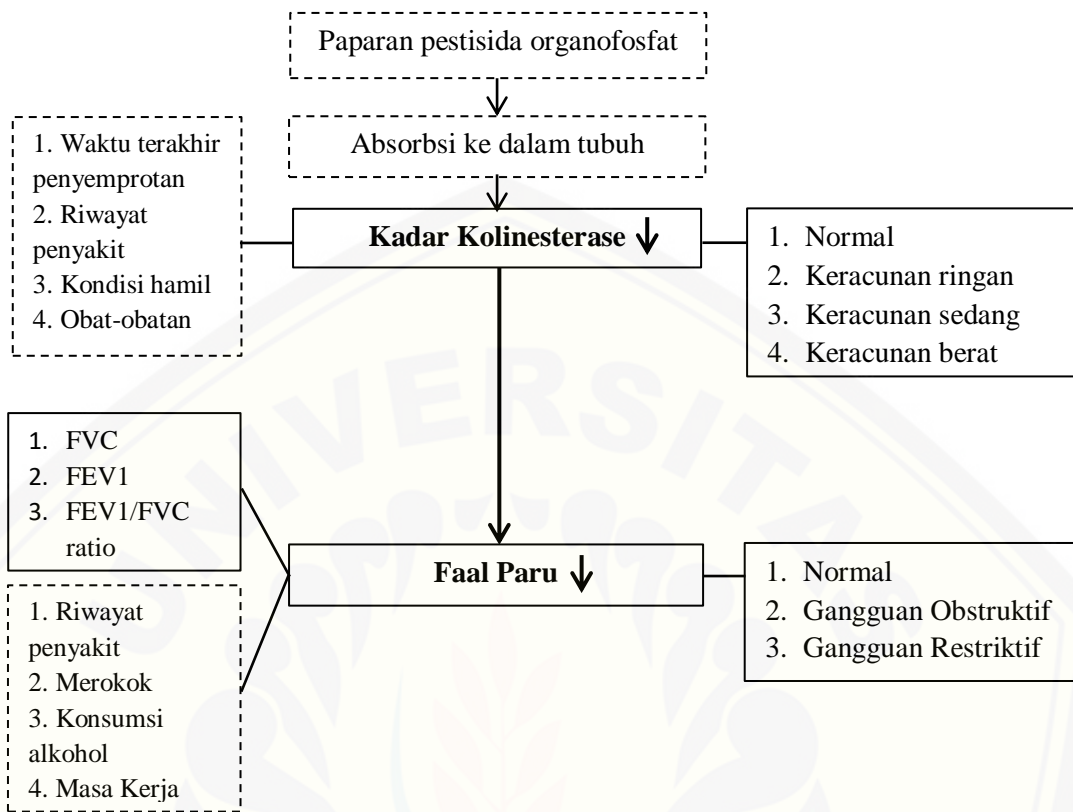 Paparan pestisida organofosfat
Absorbsi ke dalam tubuh
1. Waktu terakhir
penyemprotan
2. Riwayat
penyakit
3. Kondisi hamil
4. Obat-obatan
Kadar Kolinesterase ↓
1. Normal
2. Keracunan ringan
3. Keracunan sedang
4. Keracunan berat
1. FVC
2. FEV1
3. FEV1/FVC
ratio
Faal Paru ↓
1. Normal
2. Gangguan Obstruktif
3. Gangguan Restriktif
1. Riwayat
penyakit
2. Merokok
3. Konsumsi
alkohol
4. Masa Kerja
UNIVERSITAS